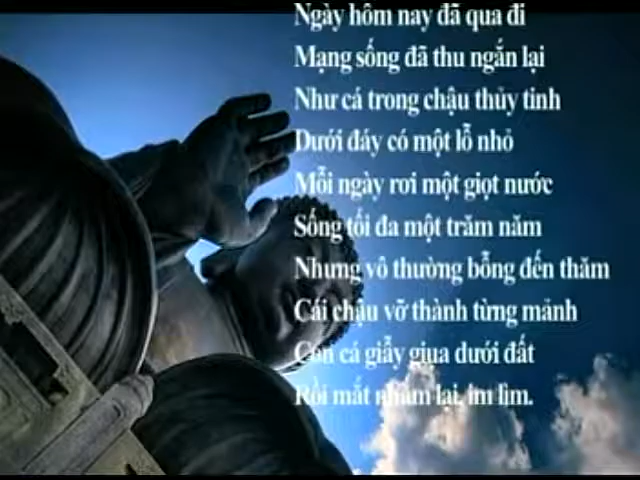 Ngày hôm nay đã qua đi
Mạng sống đã thu ngắn lại
Như cá trong chậu thủy tinh
Dưới đáy có một lỗ nhỏ
Mỗi ngày rơi một giọt nước
Sống tối đa một trăm năm
Nhưng vô thường bỗng đến thăm
Cái chậu vỡ thành từng mảnh
Con cá giẫy giụa dưới đất
Rồi mắt nhắm lại, im lìm.